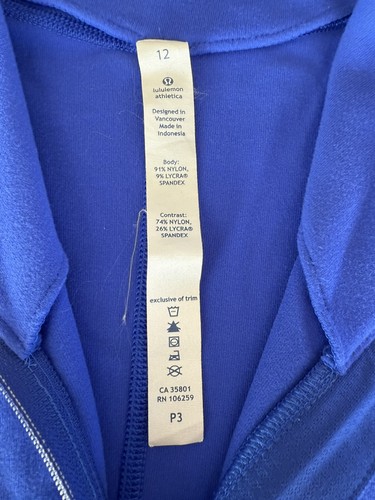 12
lululemon
athletica
Designed in
Vancouver
Made in
Indonesia
Body:
91% NYLON,
9% LYCRA®
SPANDEX
Contrast:
74% NYLON,
26% LYCRA®
SPANDEX
exclusive of trim
CA 35801
RN 106259
P3